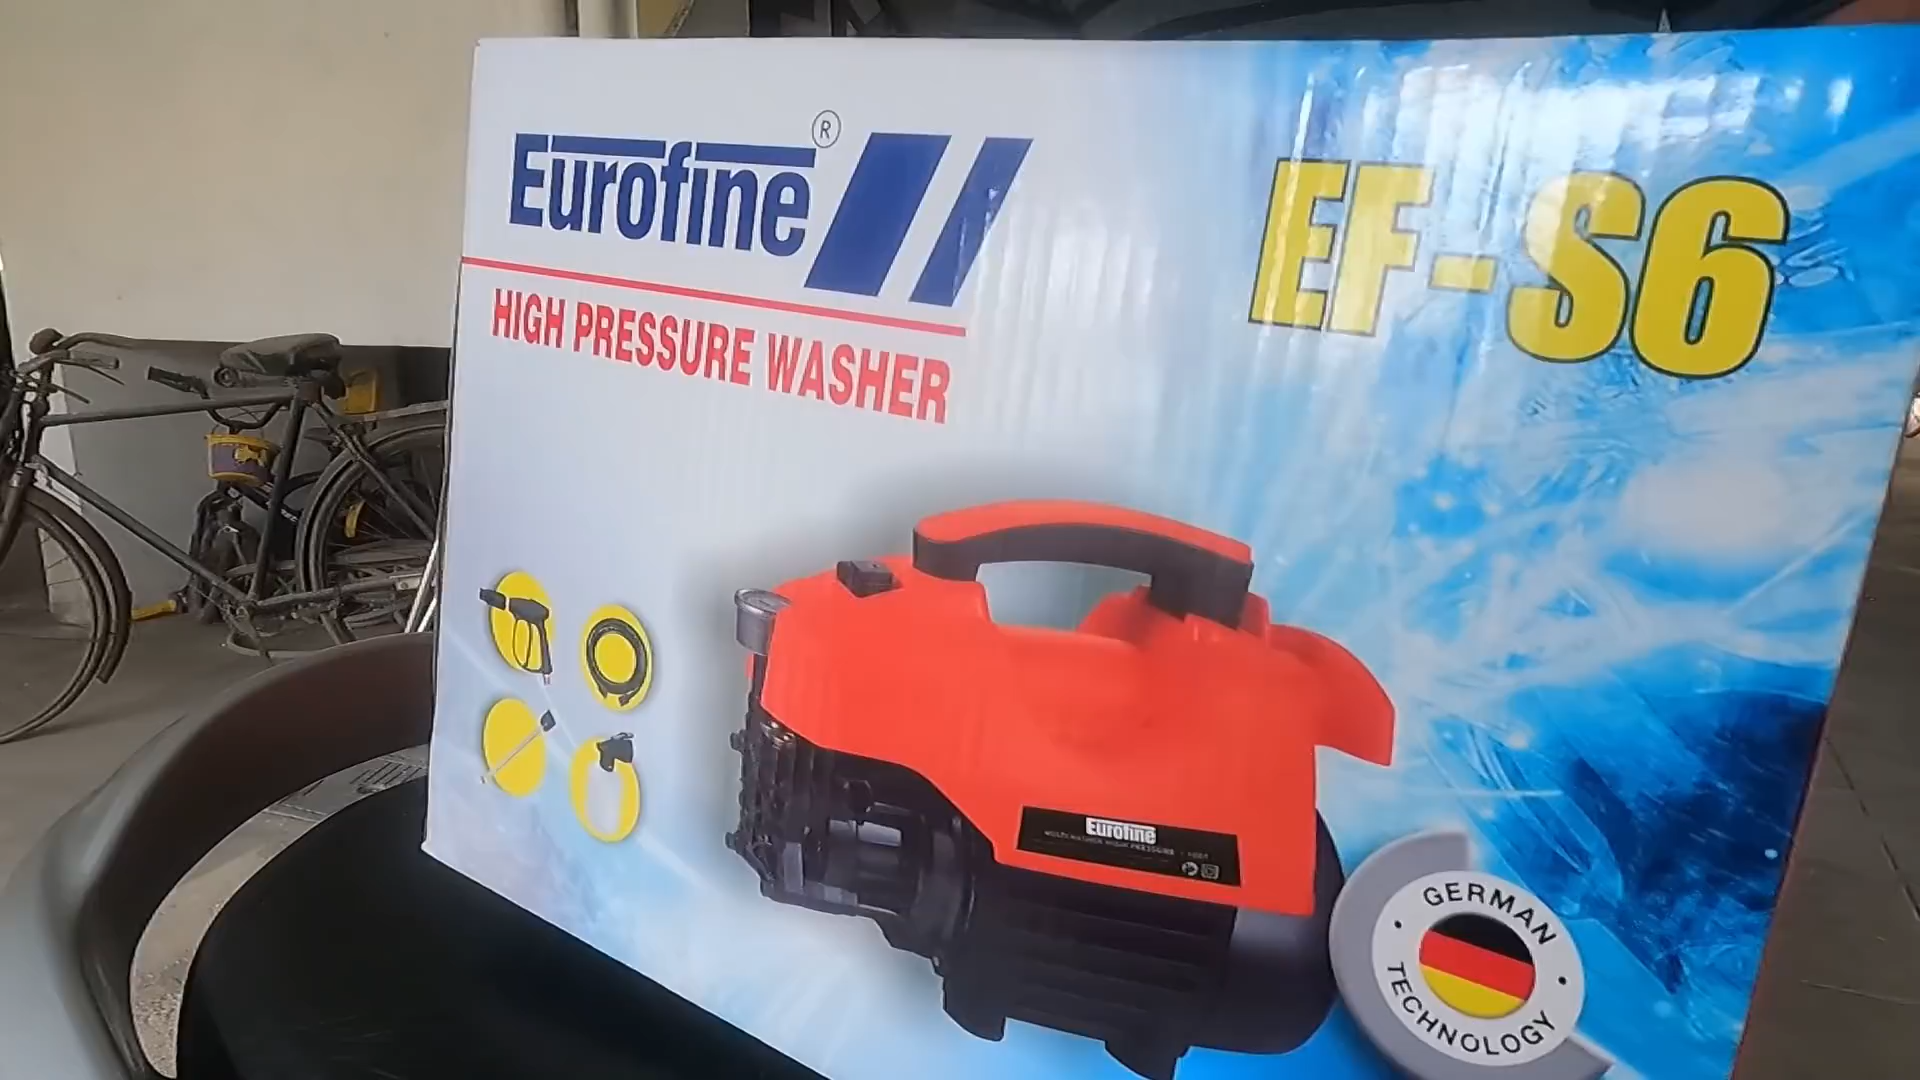 Eurofine ®
EF-S6
HIGH PRESSURE WASHER
Eurofine
GERMAN
TECHNOLOGY